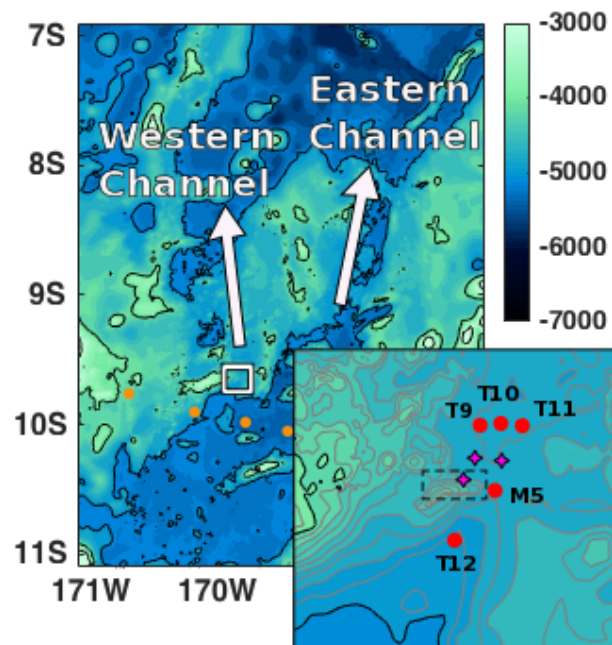 7S
8S
9S
10S
11S
171W
170W
Western
Channel
Eastern
Channel
-3000
-4000
-5000
-6000
-7000
T9
T10
T11
M5
T12